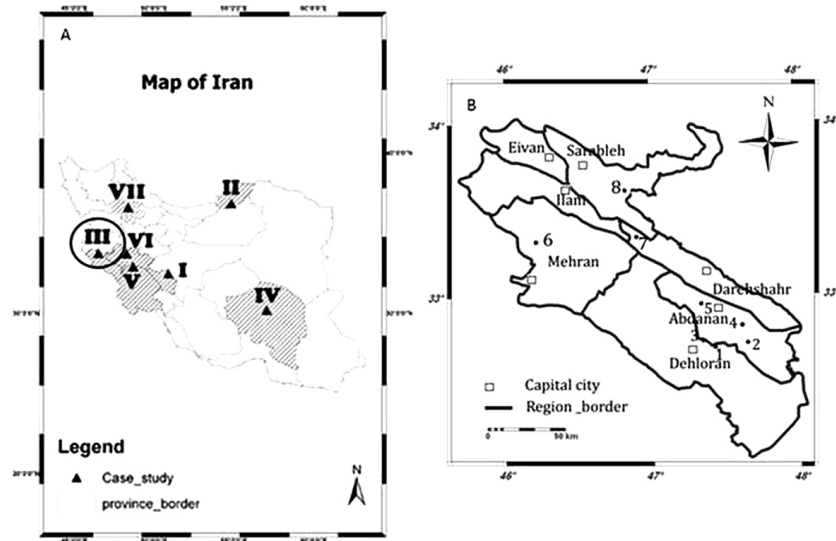 A
Map of Iran
VII
II
III
VI
V
I
IV
Legend
Case_study
province_border
N
B
46°
47°
48°
N
34°
34
Eivan
Sarableh
8
Ilam
6
7
Mehran
33°
33
Darehshahr
5
Abdanan
4
3
2
1
Dehloran
Capital city
Region _border
0
50 km
46°
47°
48°